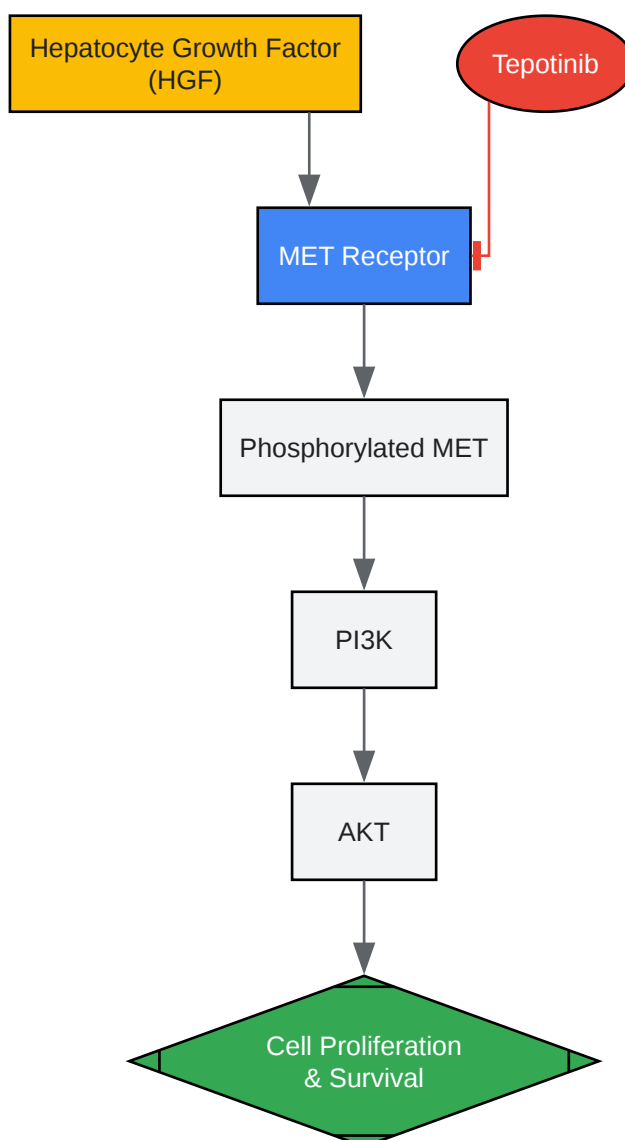 Hepatocyte Growth Factor
(HGF)
Tepotinib
MET Receptor
Phosphorylated MET
PI3K
AKT
Cell Proliferation
& Survival